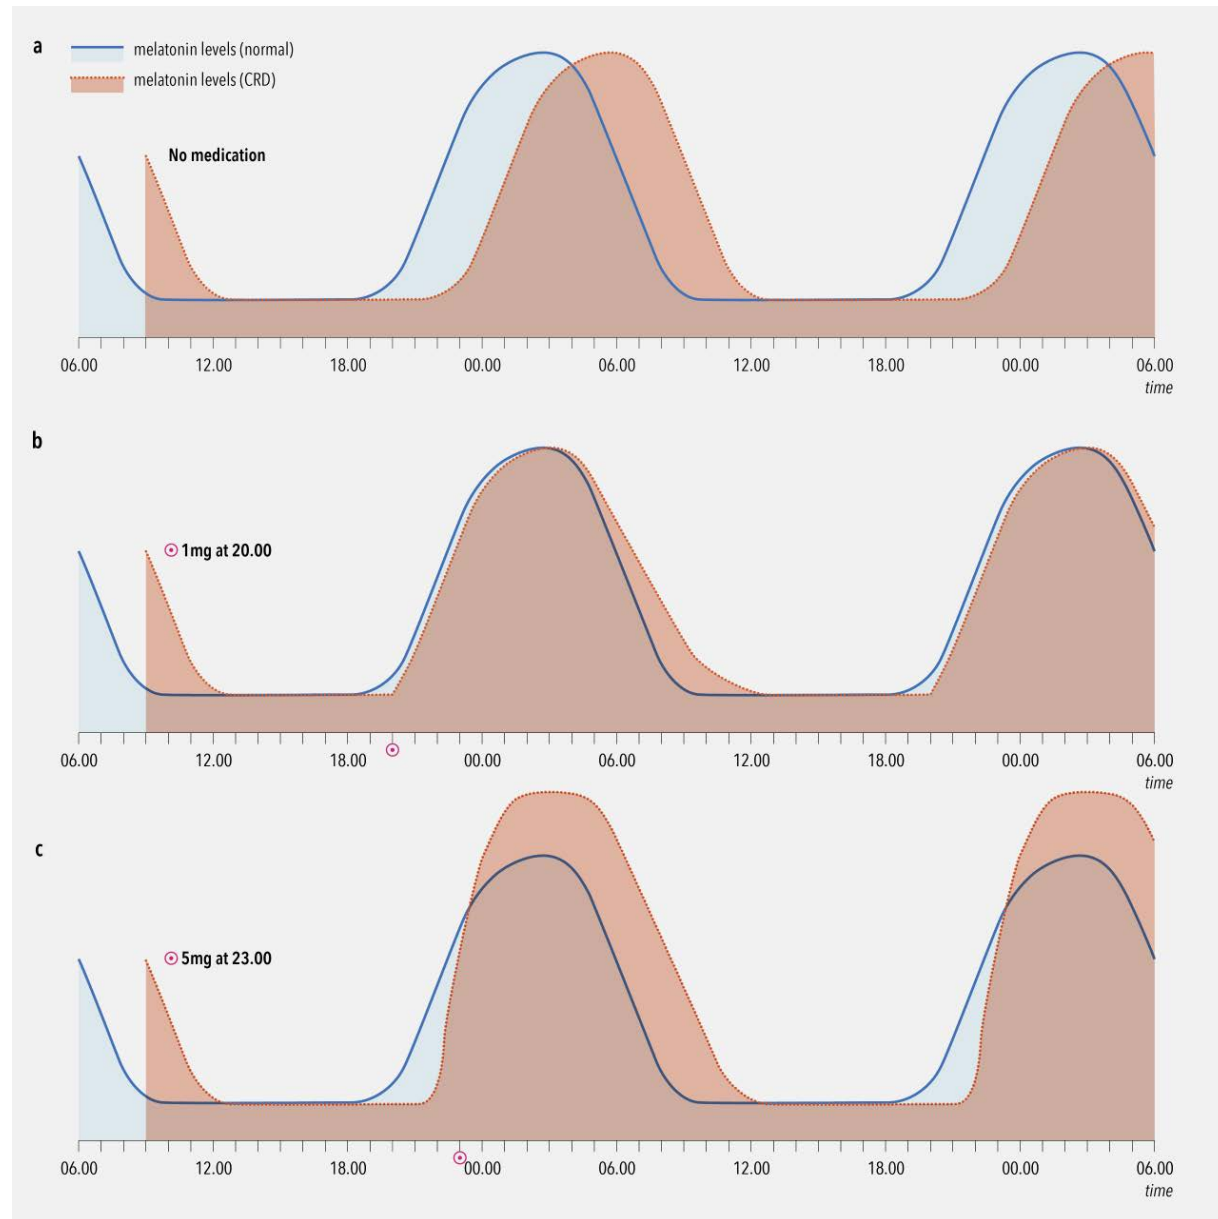 a
melatonin levels (normal)
melatonin levels (CRD)
No medication
06.00 12.00 18.00 00.00 06.00 12.00 18.00 00.00 06.00
time
b
1mg at 20.00
06.00 12.00 18.00 00.00 06.00 12.00 18.00 00.00 06.00
time
c
5mg at 23.00
06.00 12.00 18.00 00.00 06.00 12.00 18.00 00.00 06.00
time